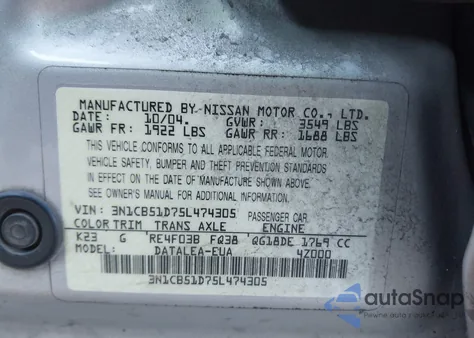 MANUFACTURED BY NISSAN MOTOR CO., LTD.
DATE: 10/04. GVWR: 3549 LBS
GAWR FR: 1922 LBS GAWR RR: 1688 LBS
THIS VEHICLE CONFORMS TO ALL APPLICABLE FEDERAL MOTOR
VEHICLE SAFETY, BUMPER AND THEFT PREVENTION STANDARDS
IN EFFECT ON THE DATE OF MANUFACTURE SHOWN ABOVE. SEE
OWNER'S MANUAL FOR ADDITIONAL INFORMATION.
VIN: 3N1CB51D75L474305 PASSENGER CAR
COLOR TRIM TRANS AXLE ENGINE
K23 G RE4F03B FQ38 QG18DE 1769 CC
MODEL: DATALEA-EUA 4Z000
3N1CB51D75L474305
autoSnap